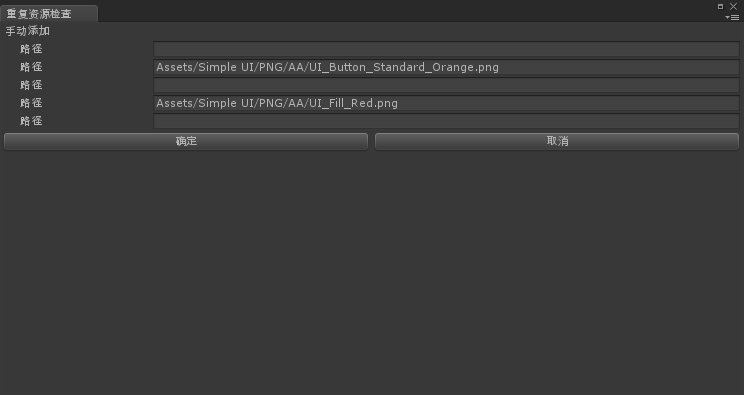 重复资源检查
手动添加
路径
路径 Assets/Simple UI/PNG/AA/UI_Button_Standard_Orange.png
路径
路径 Assets/Simple UI/PNG/AA/UI_Fill_Red.png
路径
确定 取消